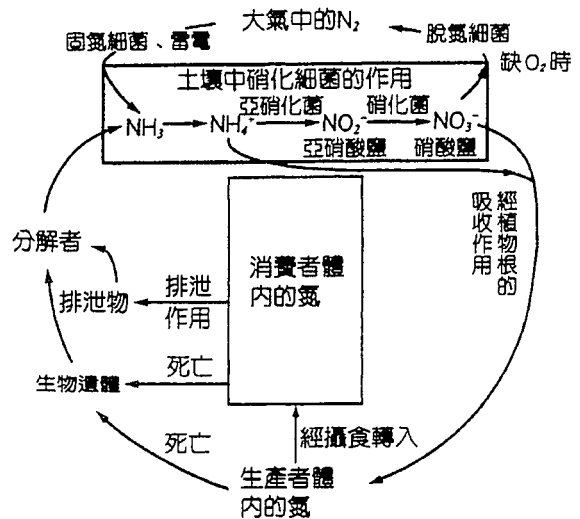 大氣中的N₂
固氮細菌、雷電
脫氮細菌
缺O₂時
土壤中硝化細菌的作用
亞硝化菌
硝化菌
NH₃
NH₄⁺
NO₂⁻
NO₃⁻
亞硝酸鹽
硝酸鹽
經植物根的
吸收作用
分解者
消費者體
內的氮
排泄物
排泄
作用
生物遺體
死亡
經攝食轉入
死亡
生產者體
內的氮